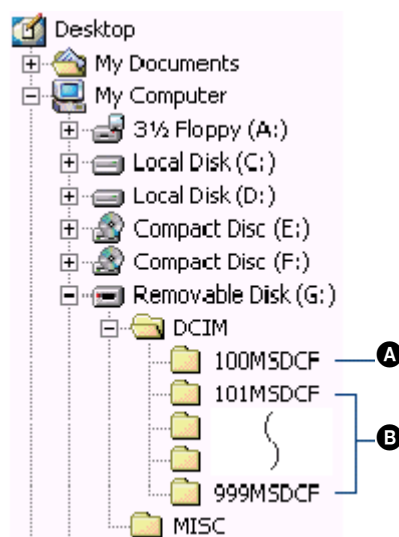 Desktop
My Documents
My Computer
3½ Floppy (A:)
Local Disk (C:)
Local Disk (D:)
Compact Disc (E:)
Compact Disc (F:)
Removable Disk (G:)
DCIM
100MSDCF A
101MSDCF
B
999MSDCF
MISC